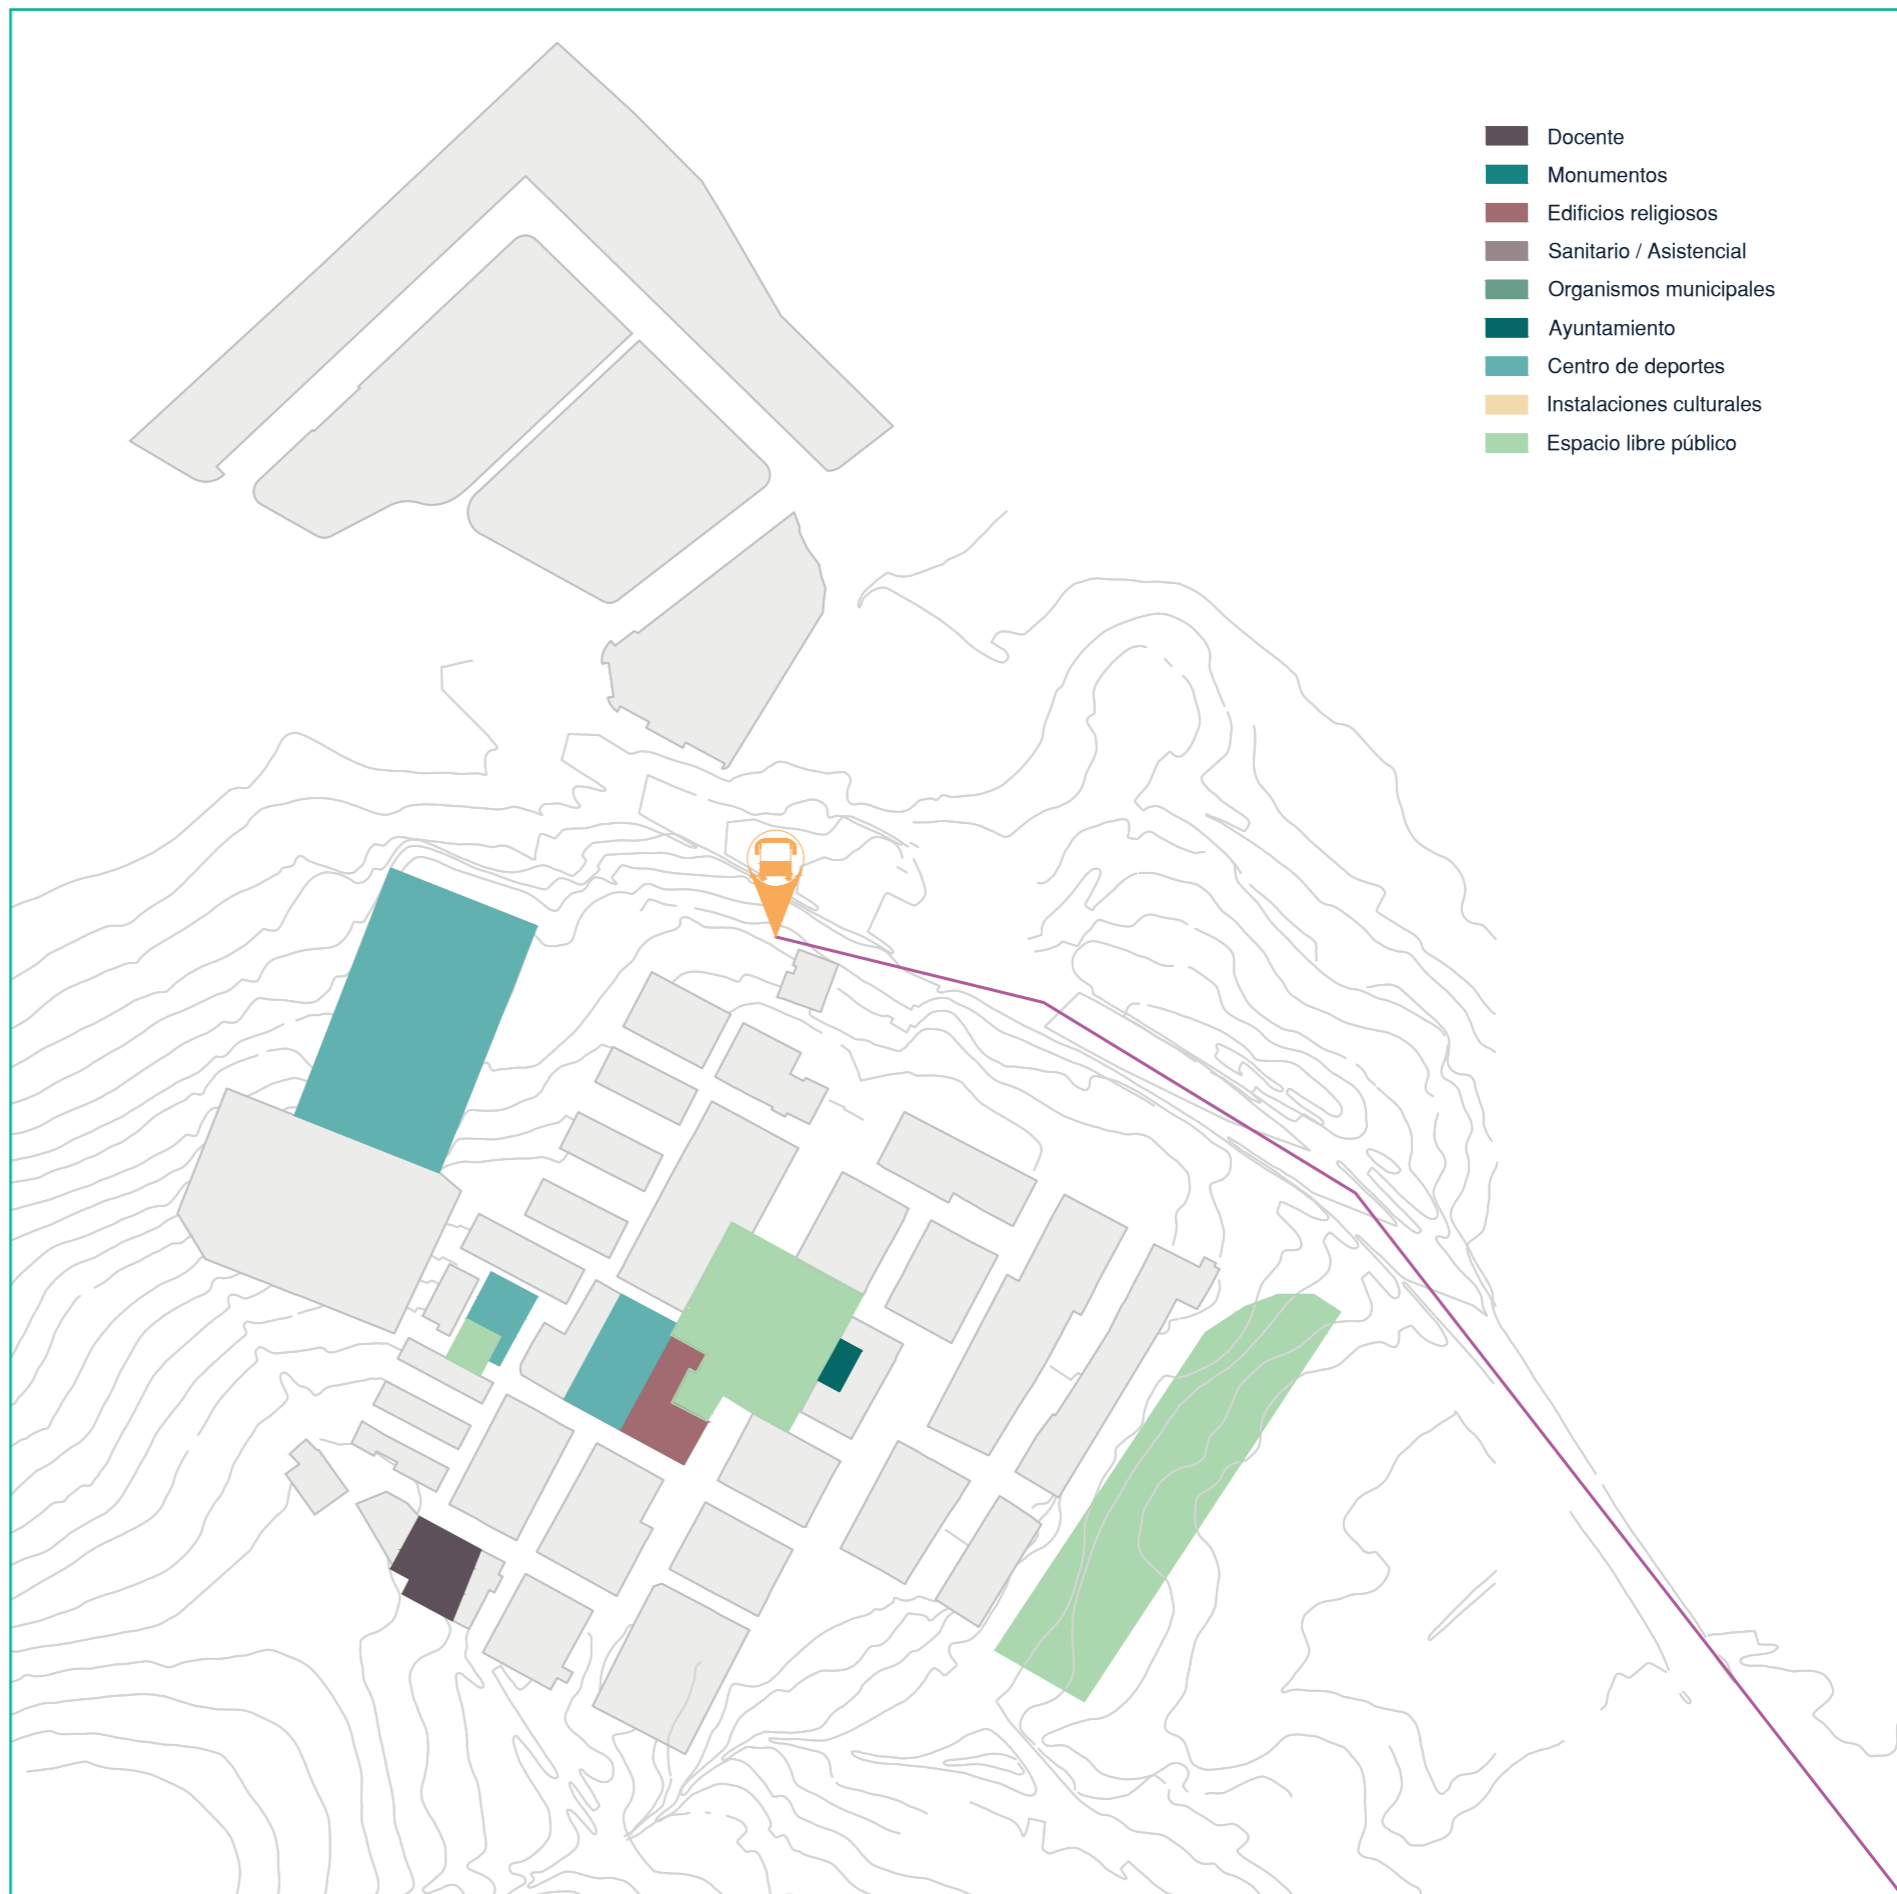 Docente
Monumentos
Edificios religiosos
Sanitario / Asistencial
Organismos municipales
Ayuntamiento
Centro de deportes
Instalaciones culturales
Espacio libre público